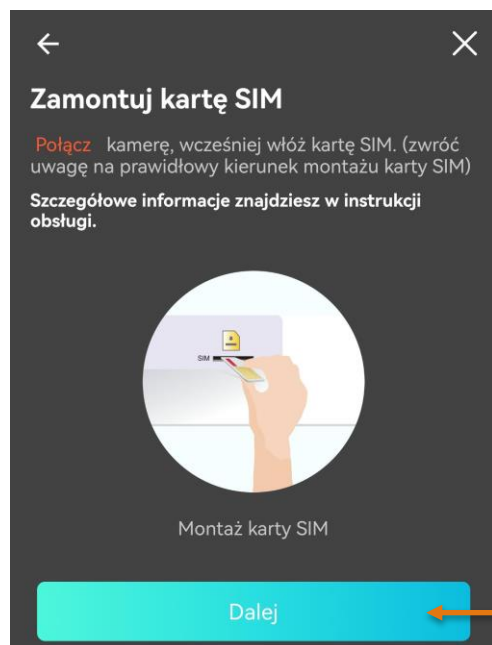 Zamontuj kartę SIM
Połącz kamerę, wcześniej włóż kartę SIM. (zwróć
uwagę na prawidłowy kierunek montażu karty SIM)
Szczegółowe informacje znajdziesz w instrukcji
obsługi.
SIM
Montaż karty SIM
Dalej